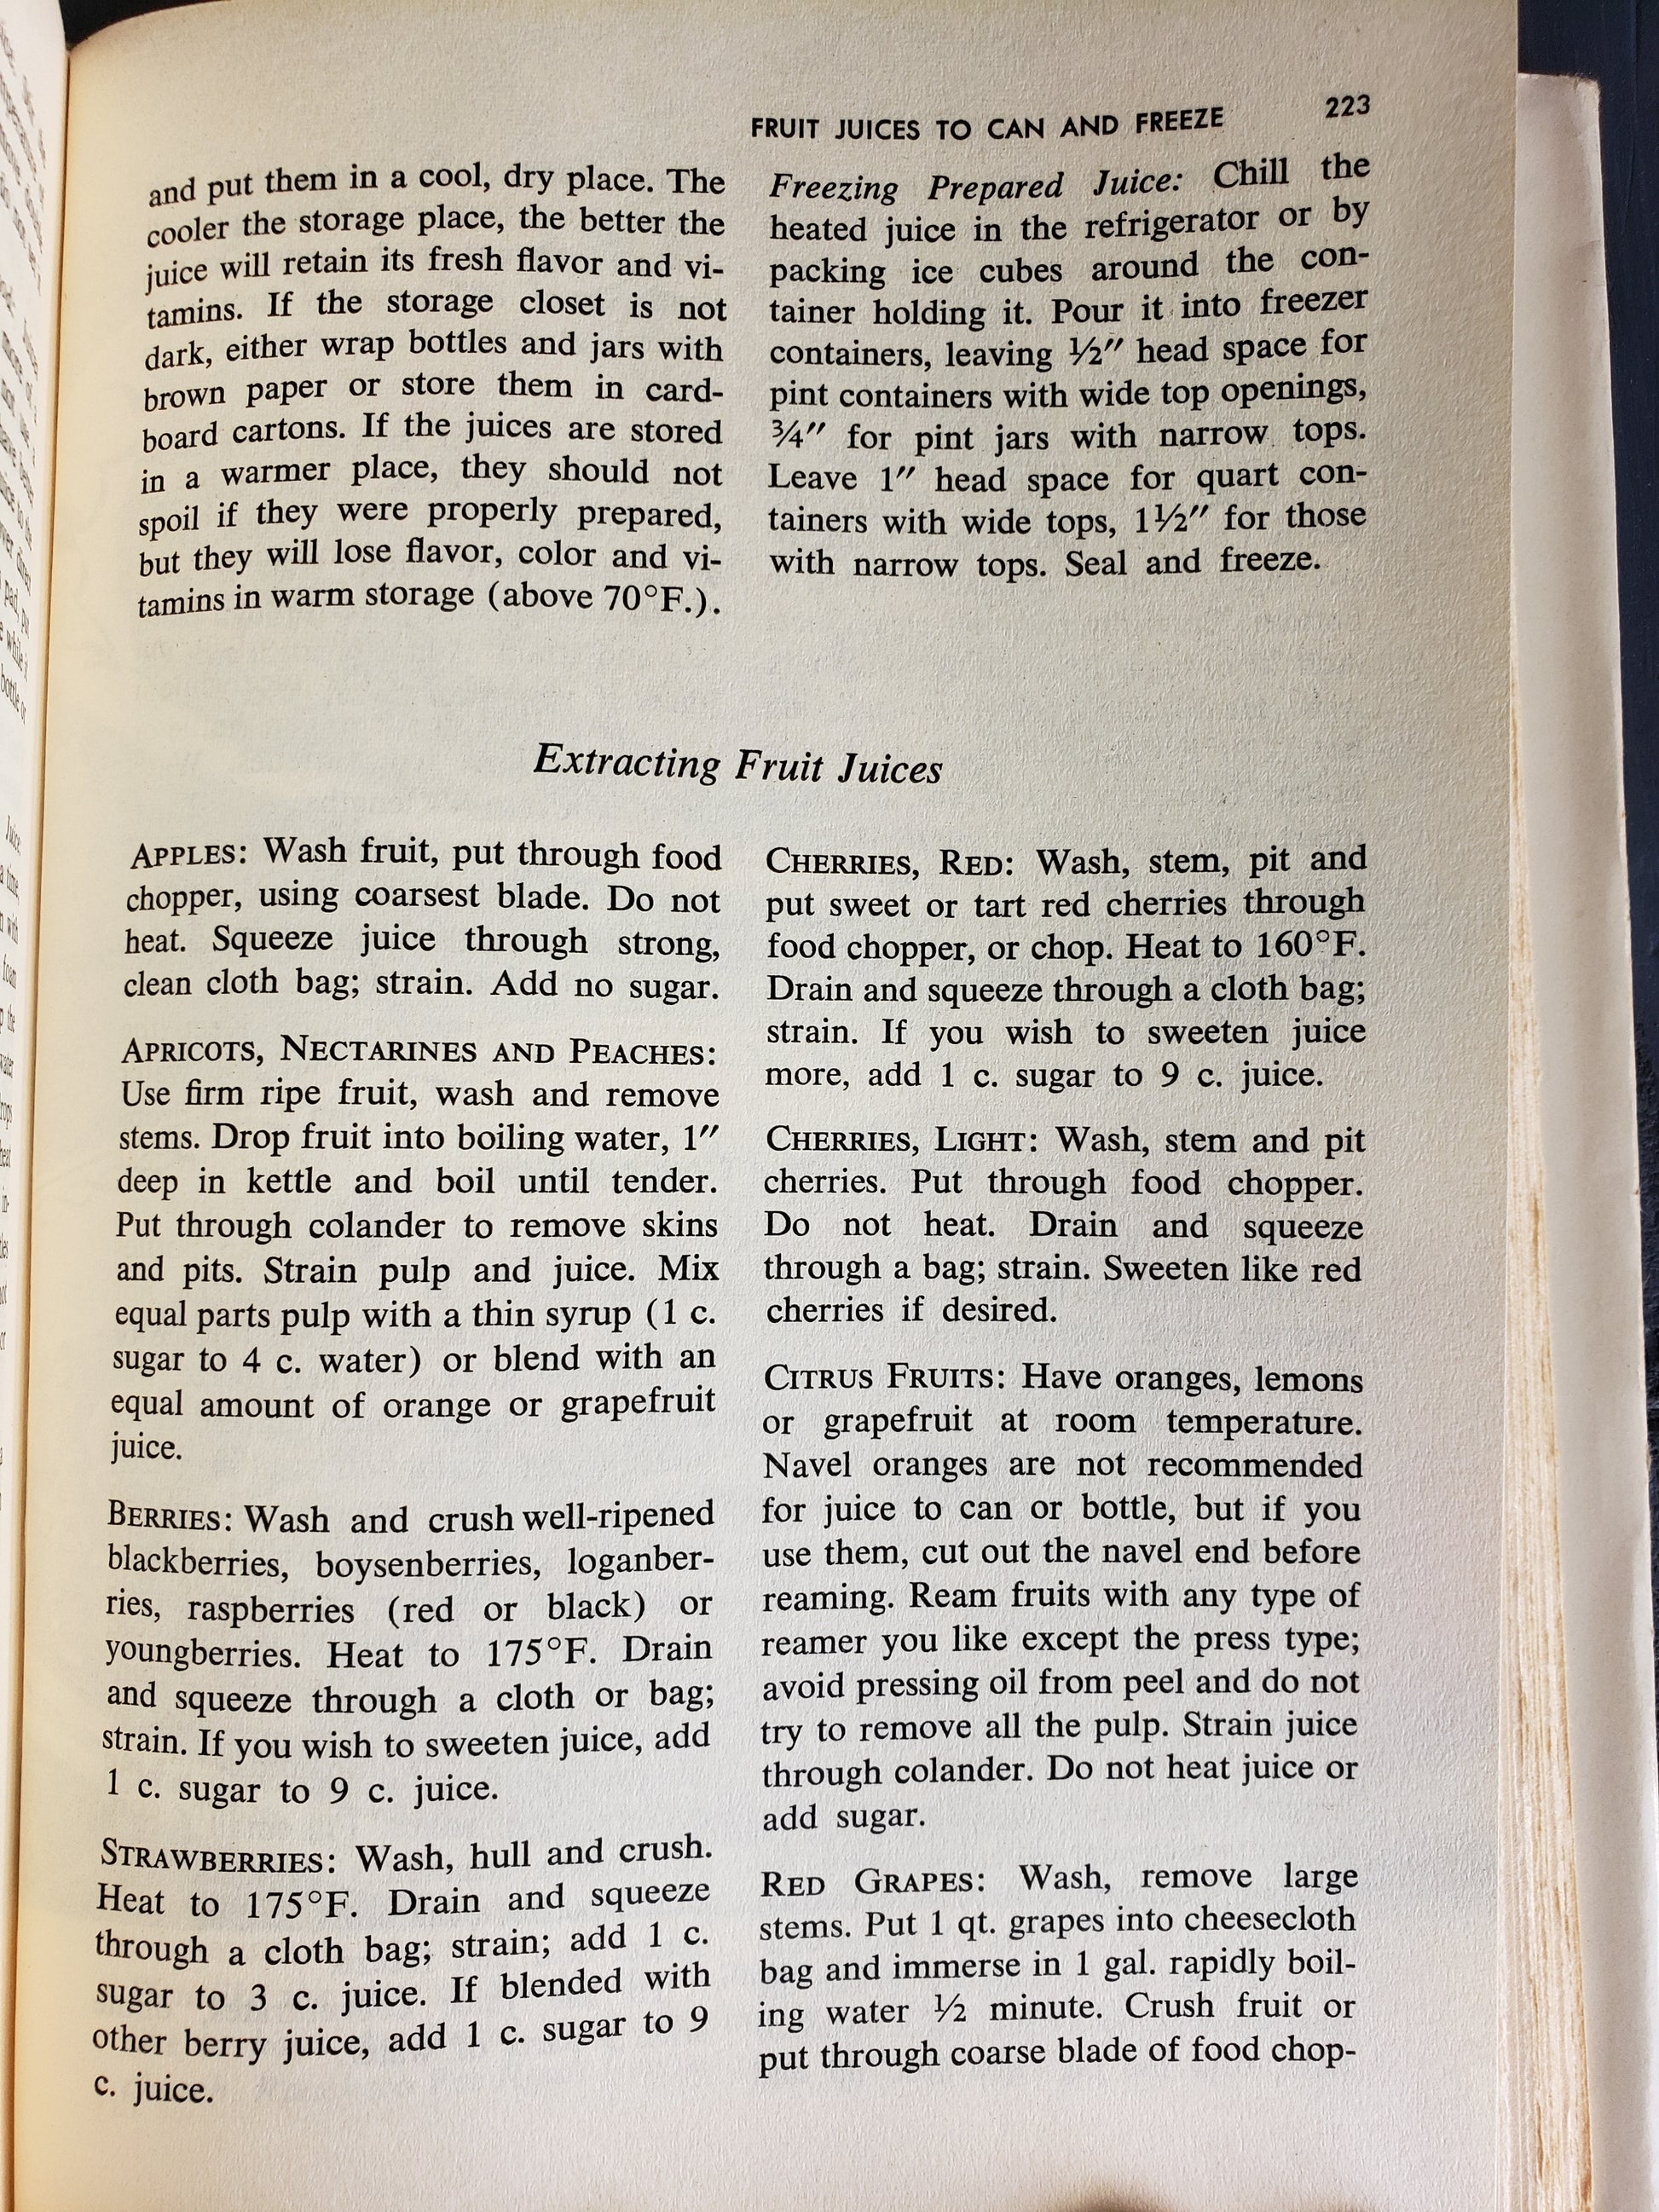 FRUIT JUICES TO CAN AND FREEZE 223
and put them in a cool, dry place. The
cooler the storage place, the better the
juice will retain its fresh flavor and vi-
tamins. If the storage closet is not
dark, either wrap bottles and jars with
brown paper or store them in card-
board cartons. If the juices are stored
in a warmer place, they should not
spoil if they were properly prepared,
but they will lose flavor, color and vi-
tamins in warm storage (above 70°F.).
Freezing Prepared Juice: Chill the
heated juice in the refrigerator or by
packing ice cubes around the con-
tainer holding it. Pour it into freezer
containers, leaving ½″ head space for
pint containers with wide top openings,
¾″ for pint jars with narrow tops.
Leave 1″ head space for quart con-
tainers with wide tops, 1½″ for those
with narrow tops. Seal and freeze.
Extracting Fruit Juices
APPLES: Wash fruit, put through food
chopper, using coarsest blade. Do not
heat. Squeeze juice through strong,
clean cloth bag; strain. Add no sugar.
APRICOTS, NECTARINES AND PEACHES:
Use firm ripe fruit, wash and remove
stems. Drop fruit into boiling water, 1″
deep in kettle and boil until tender.
Put through colander to remove skins
and pits. Strain pulp and juice. Mix
equal parts pulp with a thin syrup (1 c.
sugar to 4 c. water) or blend with an
equal amount of orange or grapefruit
juice.
BERRIES: Wash and crush well-ripened
blackberries, boysenberries, loganber-
ries, raspberries (red or black) or
youngberries. Heat to 175°F. Drain
and squeeze through a cloth or bag;
strain. If you wish to sweeten juice, add
1 c. sugar to 9 c. juice.
STRAWBERRIES: Wash, hull and crush.
Heat to 175°F. Drain and squeeze
through a cloth bag; strain; add 1 c.
sugar to 3 c. juice. If blended with
other berry juice, add 1 c. sugar to 9
c. juice.
CHERRIES, RED: Wash, stem, pit and
put sweet or tart red cherries through
food chopper, or chop. Heat to 160°F.
Drain and squeeze through a cloth bag;
strain. If you wish to sweeten juice
more, add 1 c. sugar to 9 c. juice.
CHERRIES, LIGHT: Wash, stem and pit
cherries. Put through food chopper.
Do not heat. Drain and squeeze
through a bag; strain. Sweeten like red
cherries if desired.
CITRUS FRUITS: Have oranges, lemons
or grapefruit at room temperature.
Navel oranges are not recommended
for juice to can or bottle, but if you
use them, cut out the navel end before
reaming. Ream fruits with any type of
reamer you like except the press type;
avoid pressing oil from peel and do not
try to remove all the pulp. Strain juice
through colander. Do not heat juice or
add sugar.
RED GRAPES: Wash, remove large
stems. Put 1 qt. grapes into cheesecloth
bag and immerse in 1 gal. rapidly boil-
ing water ½ minute. Crush fruit or
put through coarse blade of food chop-